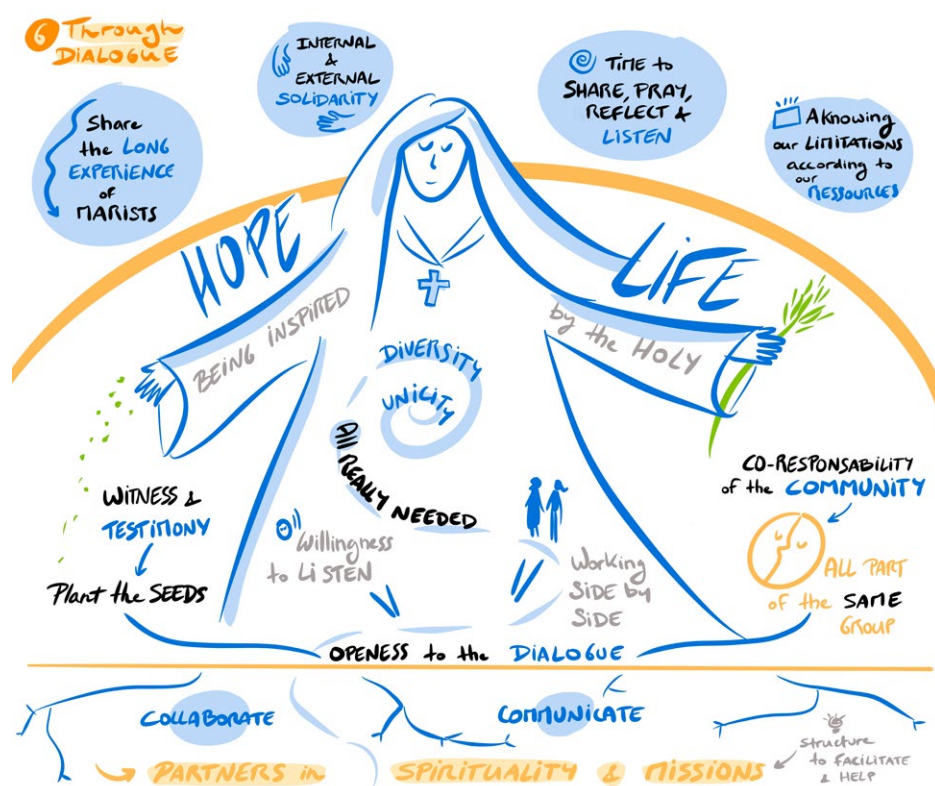 6 Through
DIALOGUE
INTERNAL
&
EXTERNAL
SOLIDARITY
TIME to
SHARE, PRAY,
REFLECT &
LISTEN
Share
the LONG
EXPERIENCE
of
MARISTS
AKnowing
our LIMITATIONS
according to
our
RESSOURCES
HOPE
LIFE
BEING INSPIRED
by the HOLY
DIVERSITY
UNICITY
All REALLY NEEDED
WITNESS &
TESTIMONY
Plant the SEEDS
Willingness
to LISTEN
Working
SIDE by
SIDE
CO-RESPONSABILITY
of the COMMUNITY
ALL PART
of the SAME
GROUP
OPENESS to the DIALOGUE
COLLABORATE
COMMUNICATE
PARTNERS in SPIRITUALITY & MISSIONS
structure
to FACILITATE
& HELP